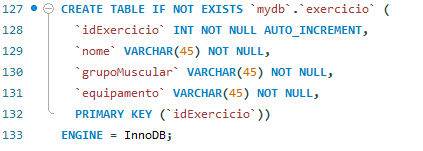 127 CREATE TABLE IF NOT EXISTS `mydb`.`exercicio` (
128 `idExercicio` INT NOT NULL AUTO_INCREMENT,
129 `nome` VARCHAR(45) NOT NULL,
130 `grupoMuscular` VARCHAR(45) NOT NULL,
131 `equipamento` VARCHAR(45) NOT NULL,
132 PRIMARY KEY (`idExercicio`))
133 ENGINE = InnoDB;